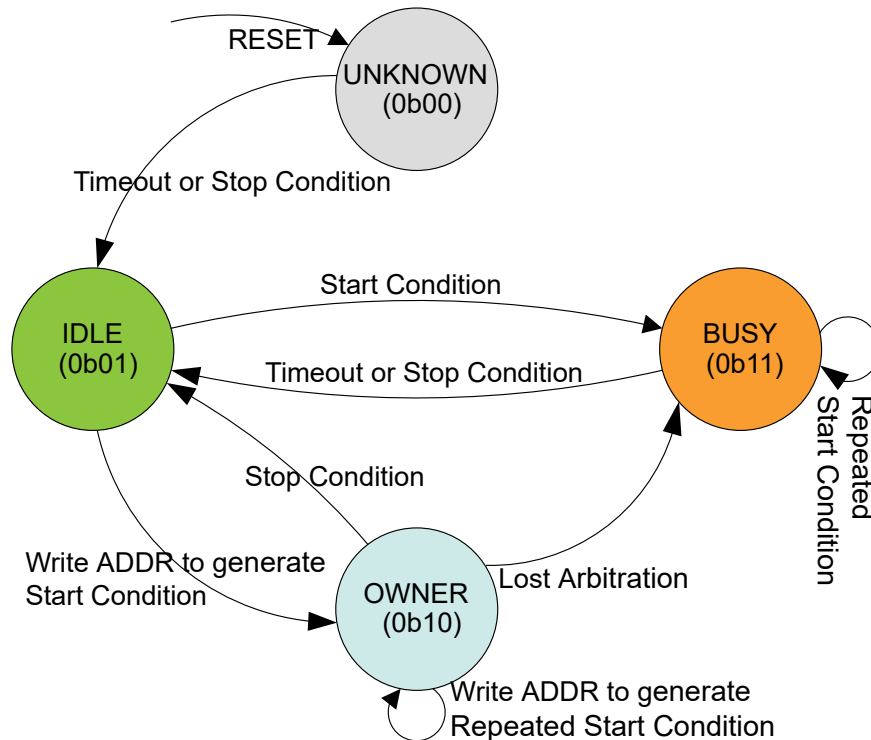 RESET
UNKNOWN
(0b00)
Timeout or Stop Condition
Start Condition
IDLE
(0b01)
BUSY
(0b11)
Timeout or Stop Condition
Repeated
Start Condition
Stop Condition
Write ADDR to generate
Start Condition
Lost Arbitration
OWNER
(0b10)
Write ADDR to generate
Repeated Start Condition